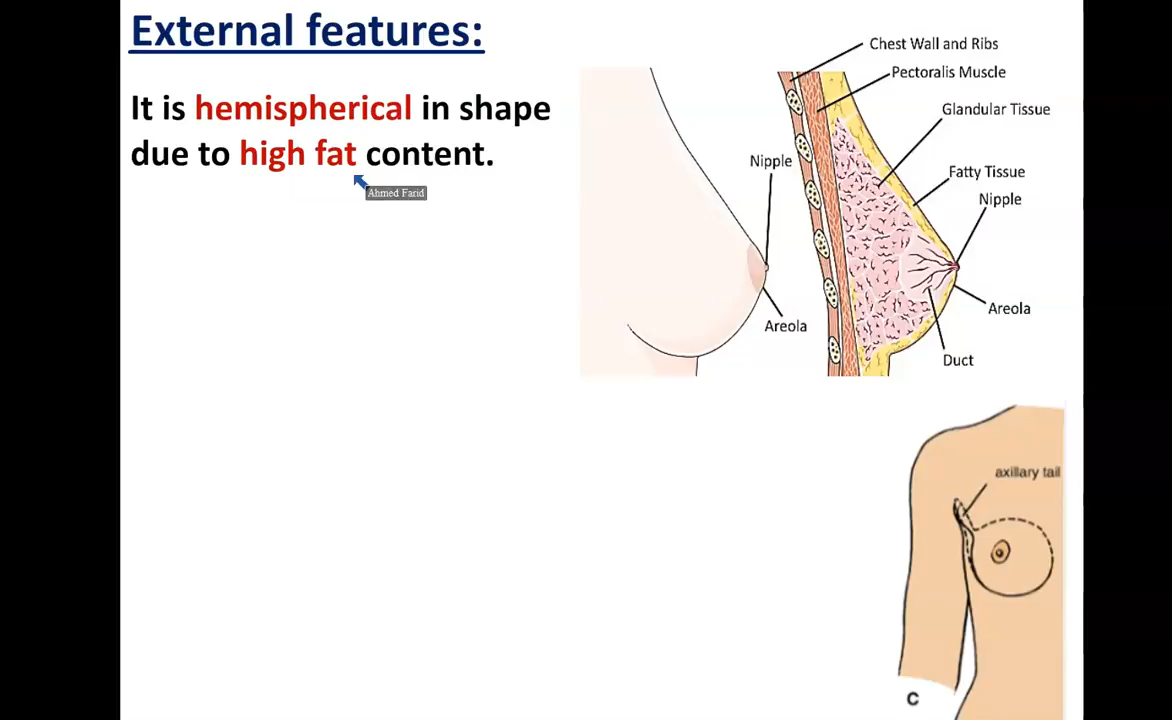 External features:
It is hemispherical in shape
due to high fat content.
Ahmed Farid
Chest Wall and Ribs
Pectoralis Muscle
Glandular Tissue
Nipple
Fatty Tissue
Nipple
Areola
Areola
Duct
axillary tail
C